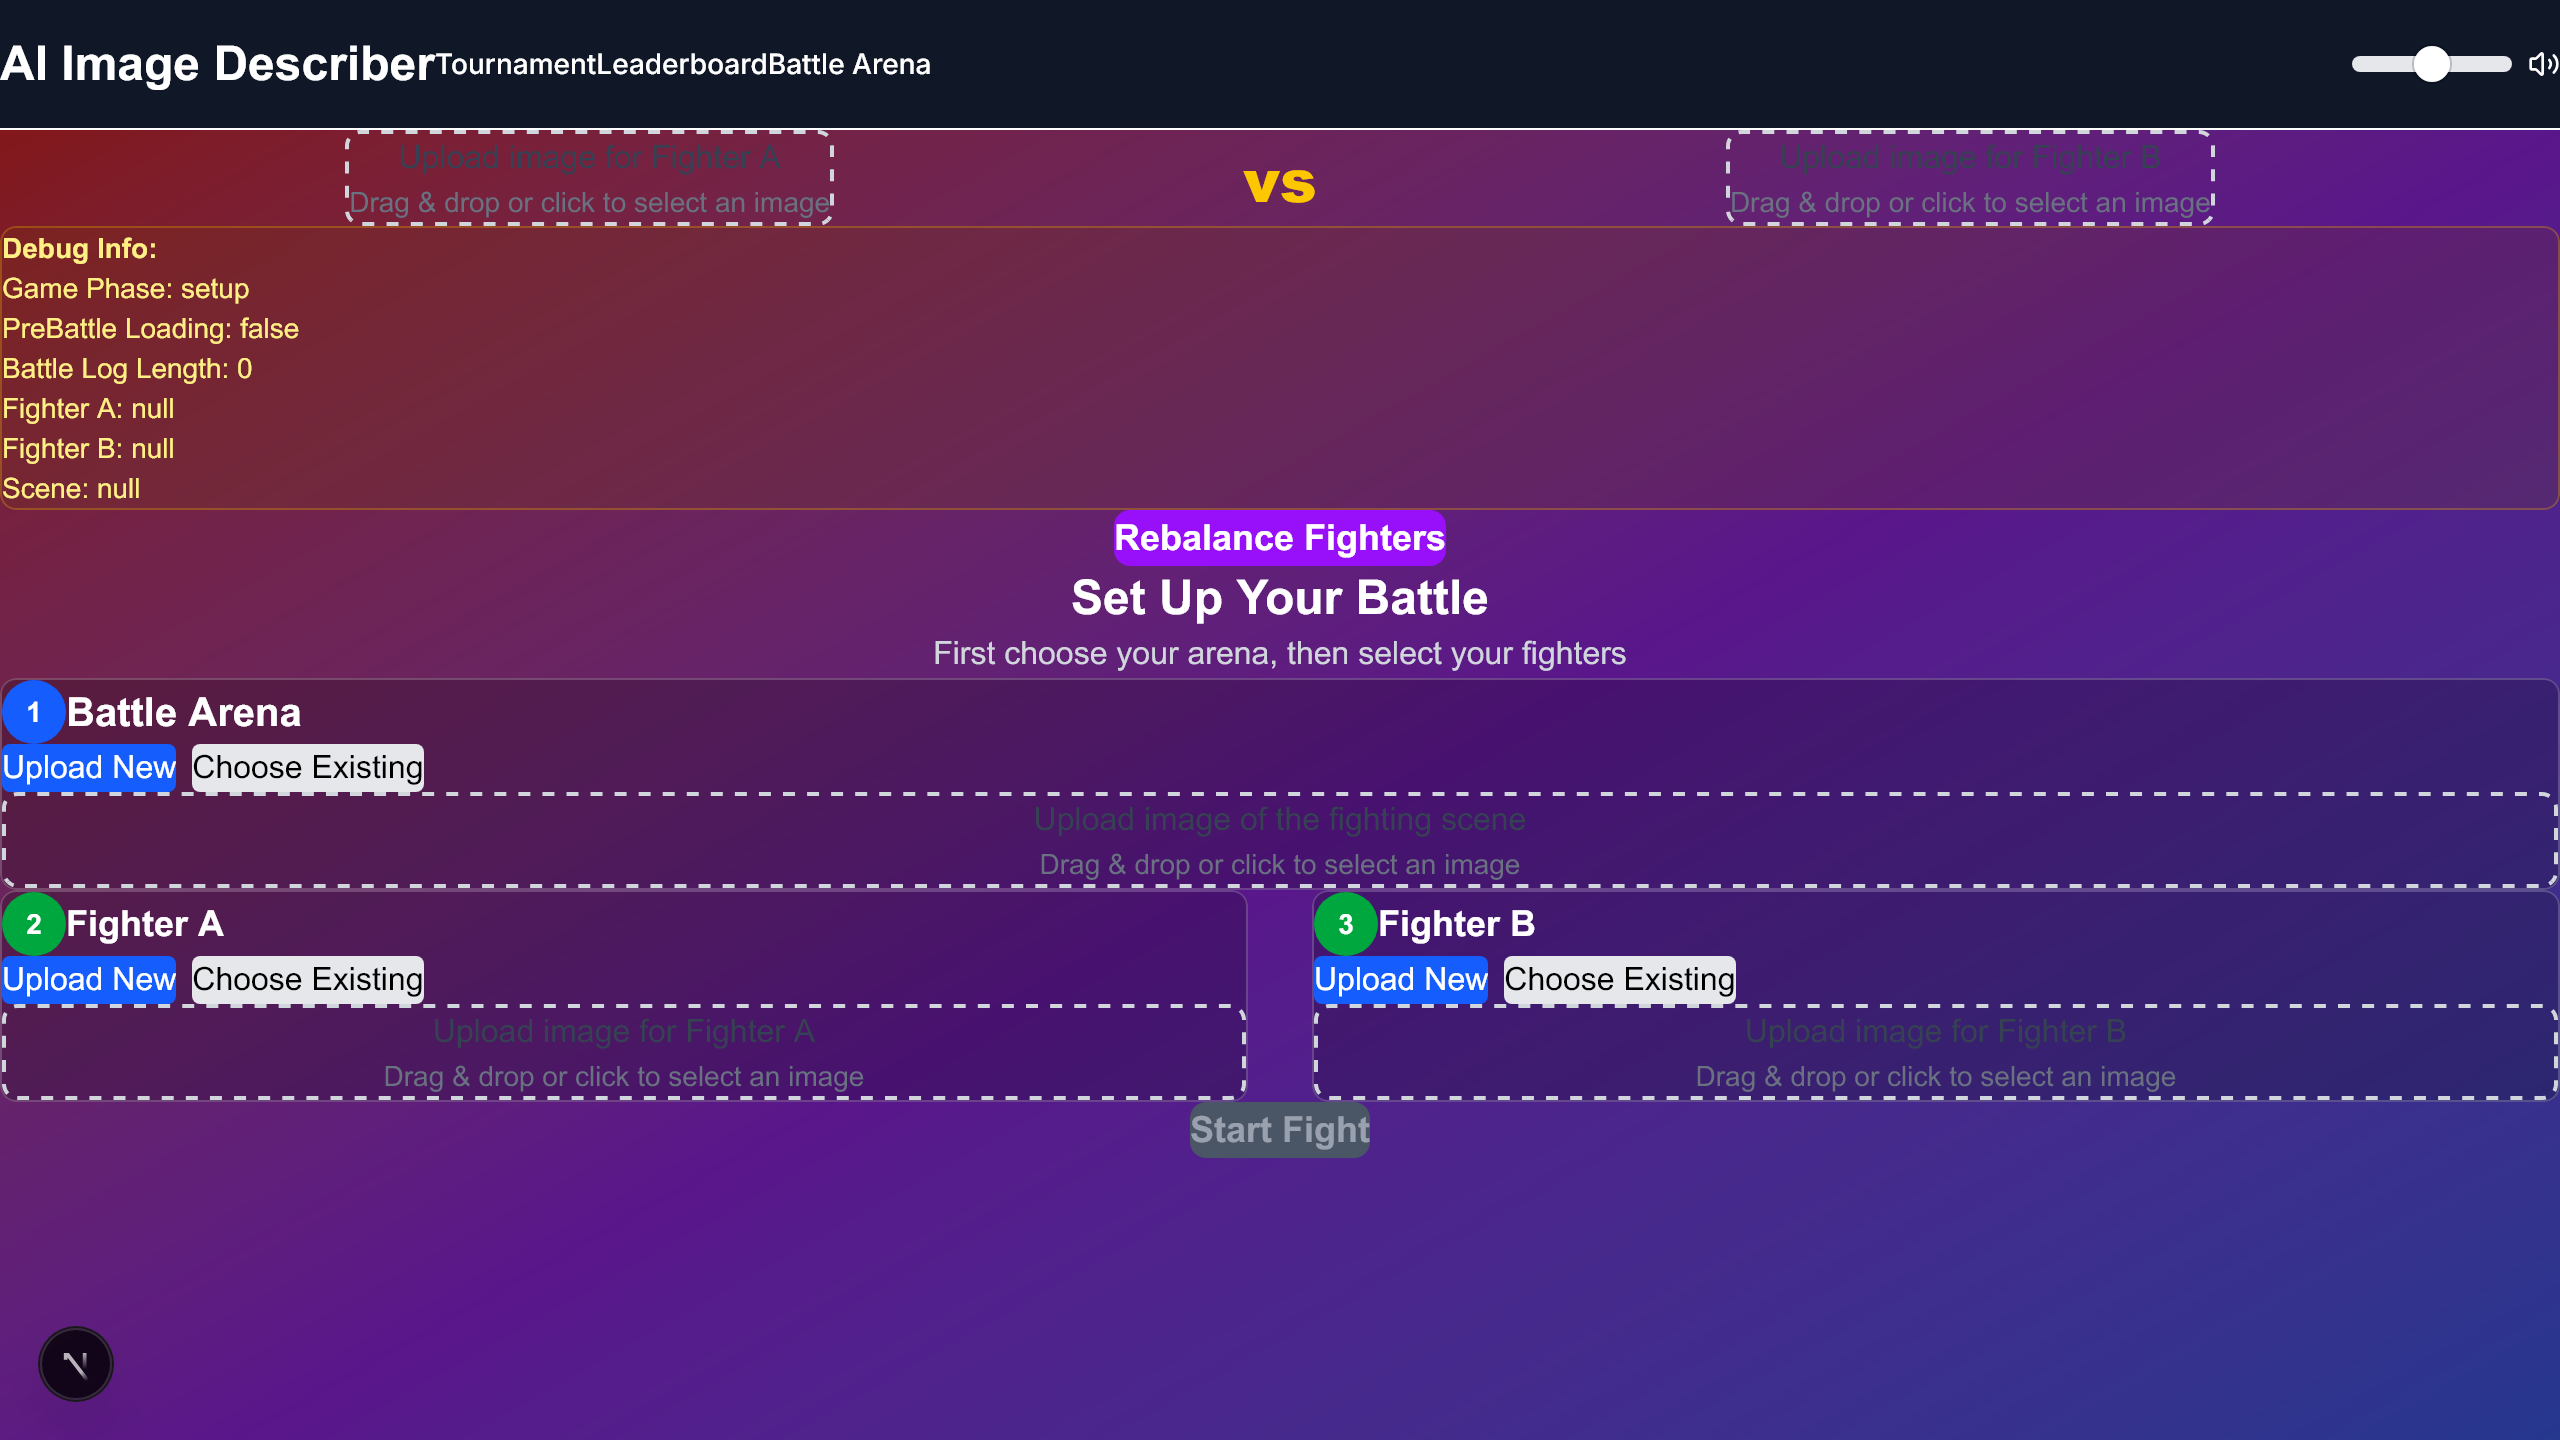 AI Image Describer Tournament Leaderboard Battle Arena
Upload image for Fighter A
Drag & drop or click to select an image
vs
Upload image for Fighter B
Drag & drop or click to select an image
Debug Info:
Game Phase: setup
PreBattle Loading: false
Battle Log Length: 0
Fighter A: null
Fighter B: null
Scene: null
Rebalance Fighters
Set Up Your Battle
First choose your arena, then select your fighters
1 Battle Arena
Upload New Choose Existing
Upload image of the fighting scene
Drag & drop or click to select an image
2 Fighter A
Upload New Choose Existing
Upload image for Fighter A
Drag & drop or click to select an image
3 Fighter B
Upload New Choose Existing
Upload image for Fighter B
Drag & drop or click to select an image
Start Fight
N